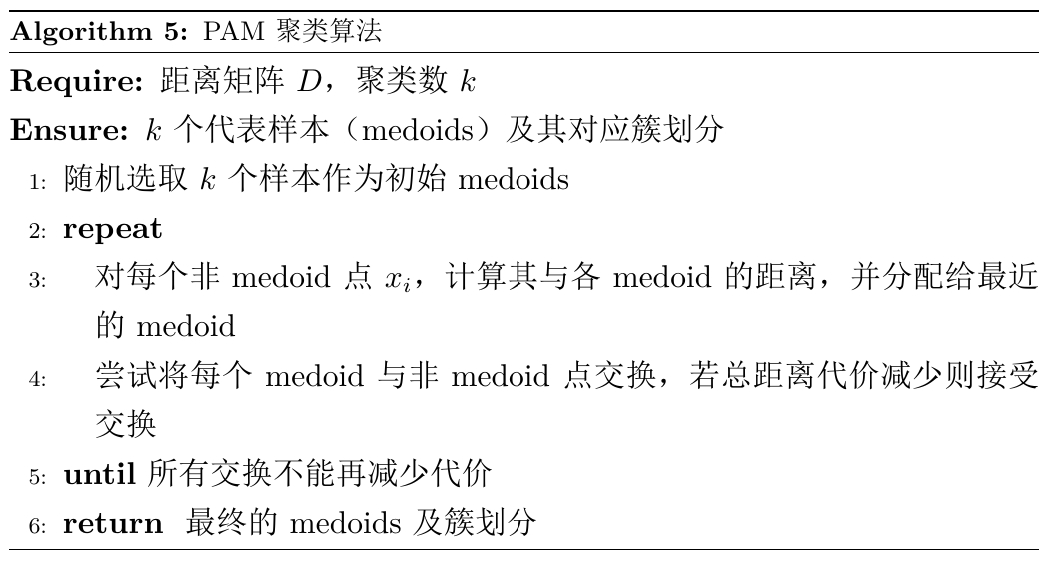 Algorithm 5: PAM 聚类算法
Require: 距离矩阵 D，聚类数 k
Ensure: k 个代表样本（medoids）及其对应簇划分
1: 随机选取 k 个样本作为初始 medoids
2: repeat
3: 对每个非 medoid 点 xᵢ，计算其与各 medoid 的距离，并分配给最近
的 medoid
4: 尝试将每个 medoid 与非 medoid 点交换，若总距离代价减少则接受
交换
5: until 所有交换不能再减少代价
6: return 最终的 medoids 及簇划分